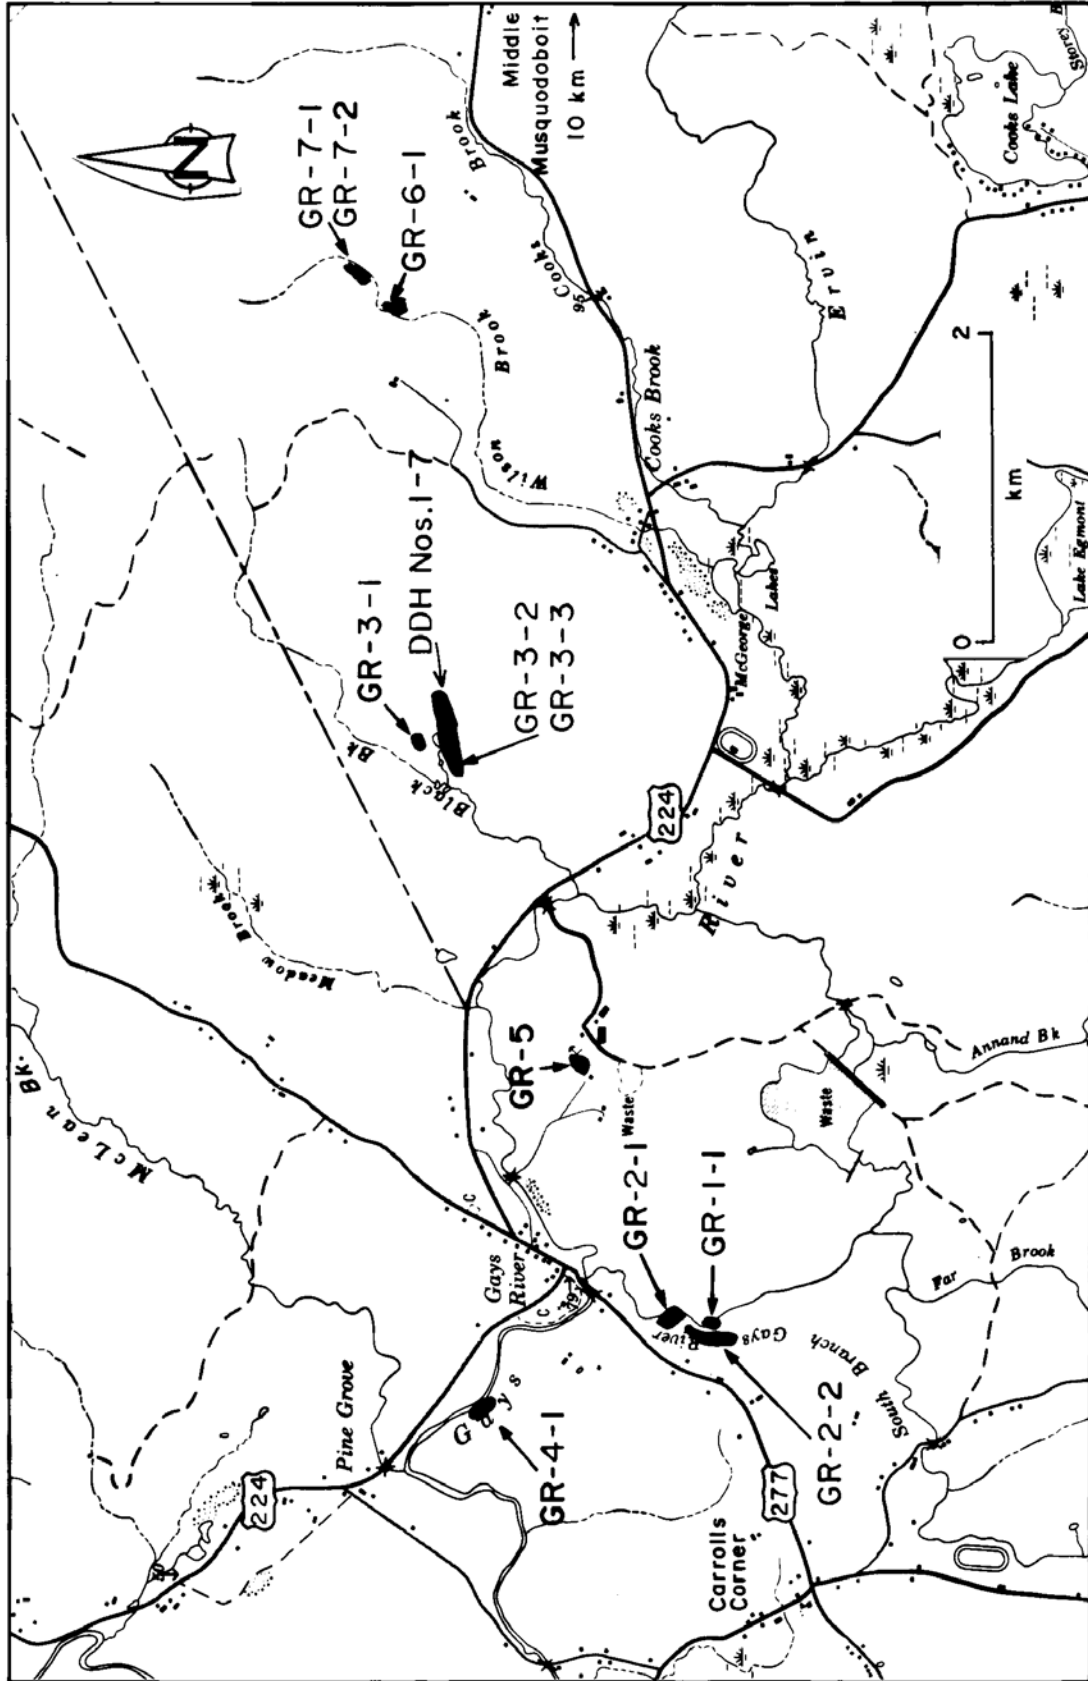 Middle
Musquodoboit
10 km
N
GR-7-1
GR-7-2
GR-6-1
Cooks Brook
95
Ervin
Cooks Lake
Storey B
Wilson Brook
Cooks Brook
DDH Nos.1-7
GR-3-1
GR-3-2
GR-3-3
Black Bk
McGeorge Lakes
Lake Egmont
0 2
km
224
River
Meadow Brook
McLean Bk.
GR-5
Waste
Annand Bk
Waste
GR-2-1
GR-1-1
Gays
River
C
C
79
Gays
River
South Branch Gays River
Far Brook
GR-2-2
Pine Grove
224
GR-4-1
277
Carrolls
Corner